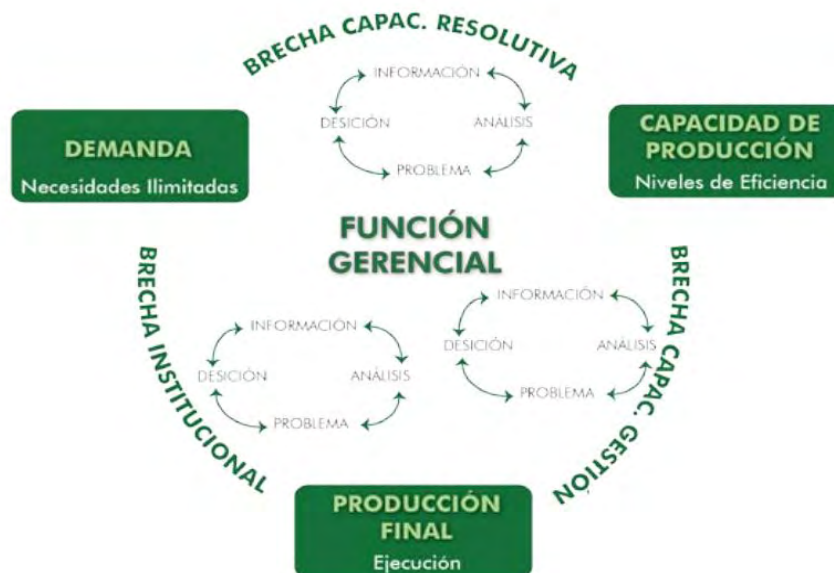 BRECHA CAPAC. RESOLUTIVA
INFORMACIÓN
DESICIÓN
ANÁLISIS
PROBLEMA
DEMANDA
Necesidades Ilimitadas
CAPACIDAD DE
PRODUCCIÓN
Niveles de Eficiencia
FUNCIÓN
GERENCIAL
BRECHA INSTITUCIONAL
INFORMACIÓN
DESICIÓN
ANÁLISIS
PROBLEMA
INFORMACIÓN
DESICIÓN
ANÁLISIS
PROBLEMA
BRECHA CAPAC. GESTIÓN
PRODUCCIÓN
FINAL
Ejecución